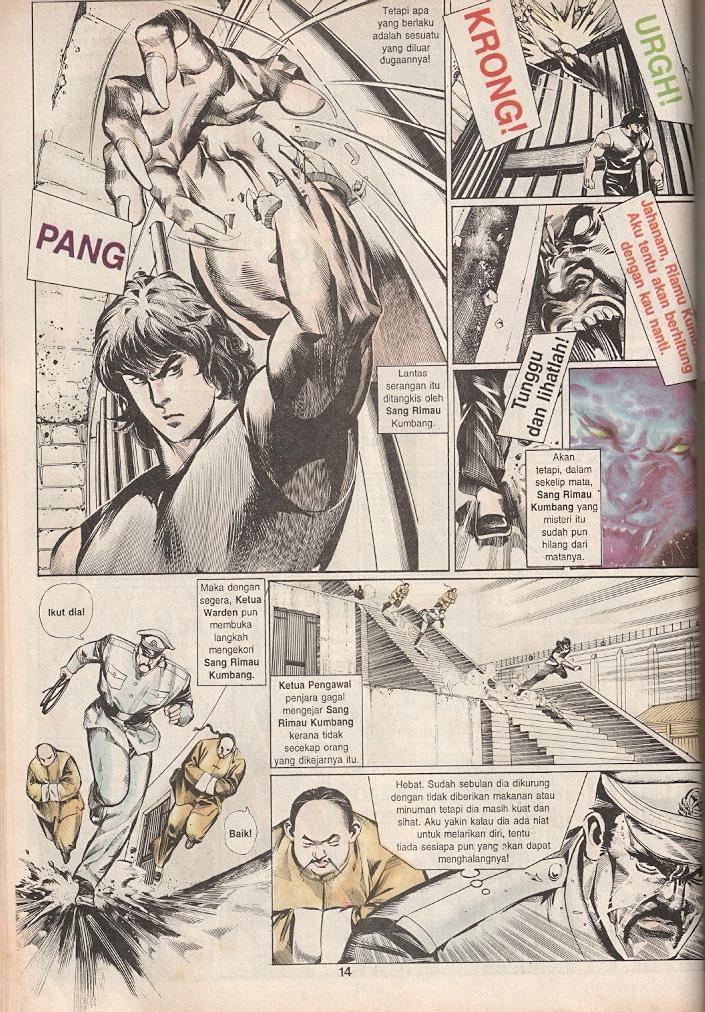 Tetapi apa
yang berlaku
adalah sesuatu
yang diluar
dugaannya!
PANG
Lantas
serangan itu
ditangkis oleh
Sang Rimau
Kumbang.
KRONG!
URGH!
Jahanam, Riamu
Aku tentu akan berhitung
dengan kau nanti.
Tunggu
dan lihatlah!
Akan
tetapi, dalam
sekelip mata,
Sang Rimau
Kumbang yang
misteri itu
sudah pun
hilang dari
matanya.
Ikut dia!
Maka dengan
segera, Ketua
Warden pun
membuka
langkah
mengekori
Sang Rimau
Kumbang.
Baik!
Ketua Pengawal
penjara gagal
mengejar Sang
Rimau Kumbang
kerana tidak
secekap orang
yang dikejarnya itu.
Hebat. Sudah sebulan dia dikurung
dengan tidak diberikan makanan atau
minuman tetapi dia masih kuat dan
sihat. Aku yakin kalau dia ada niat
untuk melarikan diri, tentu
tiada sesiapa pun yang akan dapat
menghalangnya!
14